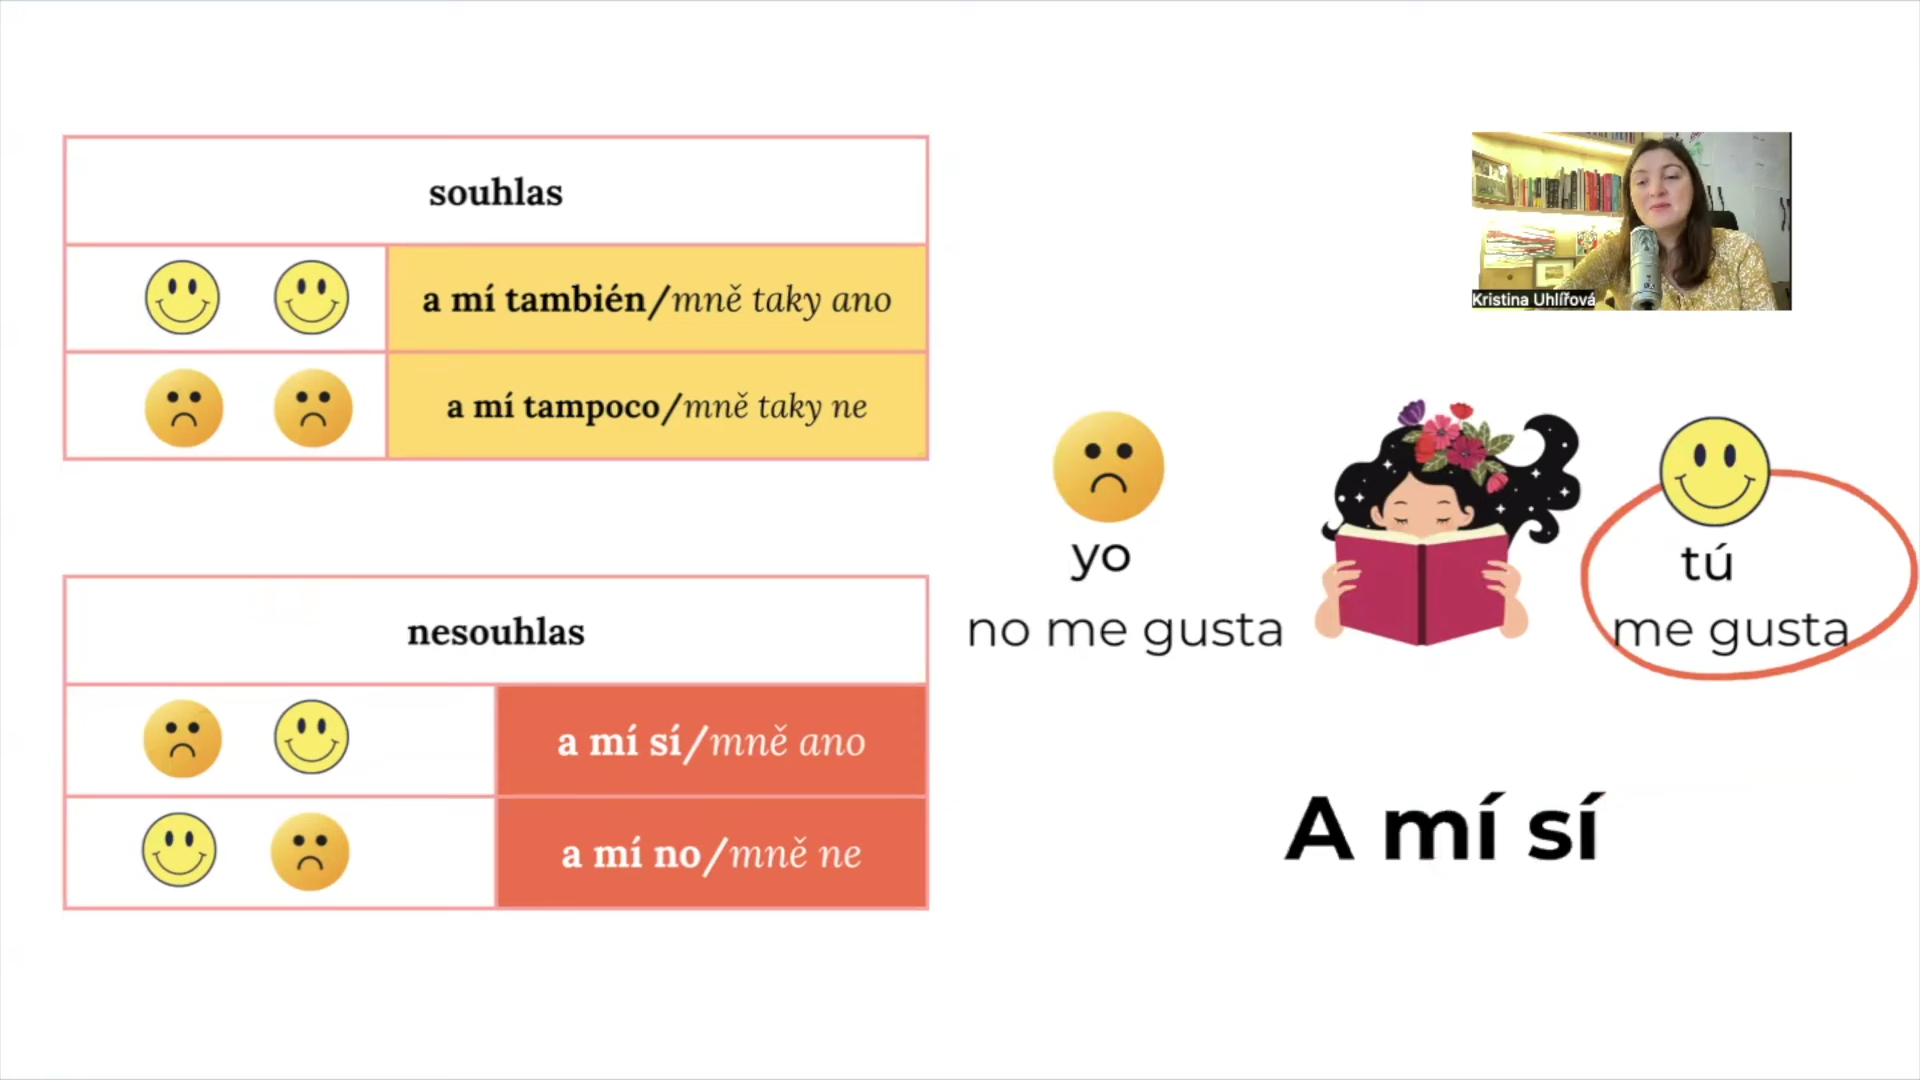 souhlas
a mí también/mně taky ano
a mí tampoco/mně taky ne
nesouhlas
a mí sí/mně ano
a mí no/mně ne
Kristina Uhlířová
yo
no me gusta
tú
me gusta
A mí sí